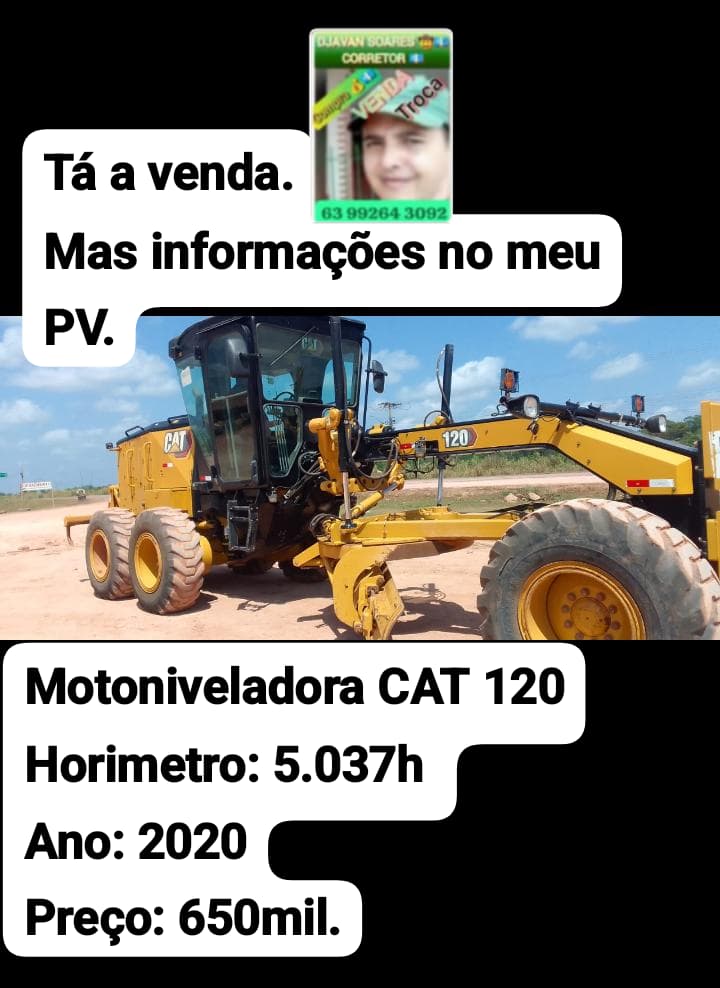 DJAVAN SOARES
CORRETOR
Compra
VENDA
Troca
63 99264 3092
Tá a venda.
Mas informações no meu
PV.
CAT
CAT
120
Motoniveladora CAT 120
Horimetro: 5.037h
Ano: 2020
Preço: 650mil.